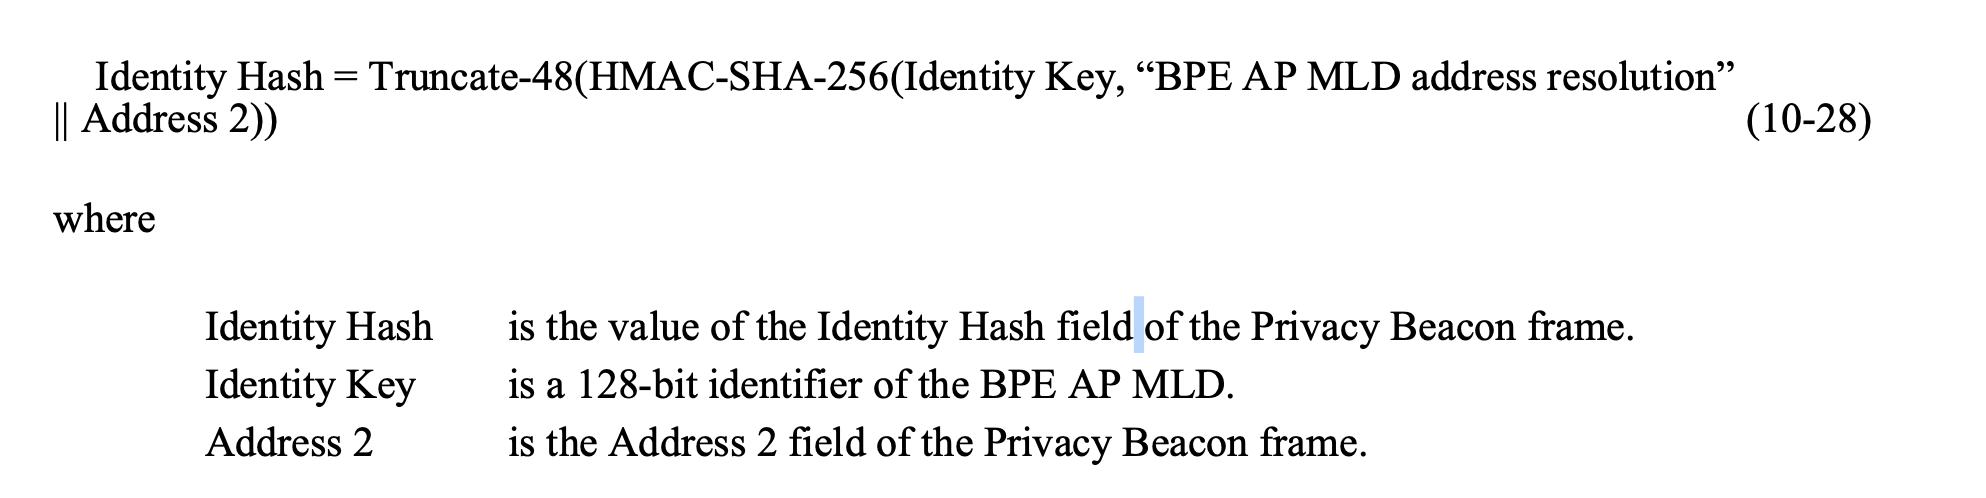 Identity Hash = Truncate-48(HMAC-SHA-256(Identity Key, “BPE AP MLD address resolution”
|| Address 2)) (10-28)
where
Identity Hash is the value of the Identity Hash field of the Privacy Beacon frame.
Identity Key is a 128-bit identifier of the BPE AP MLD.
Address 2 is the Address 2 field of the Privacy Beacon frame.